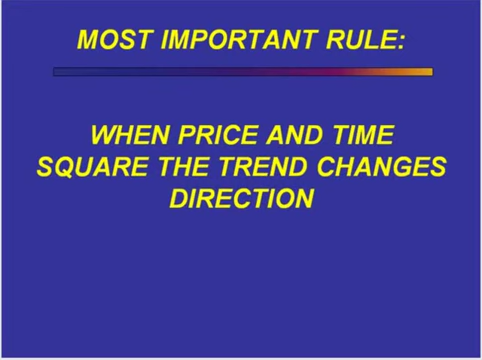 MOST IMPORTANT RULE:
WHEN PRICE AND TIME
SQUARE THE TREND CHANGES
DIRECTION